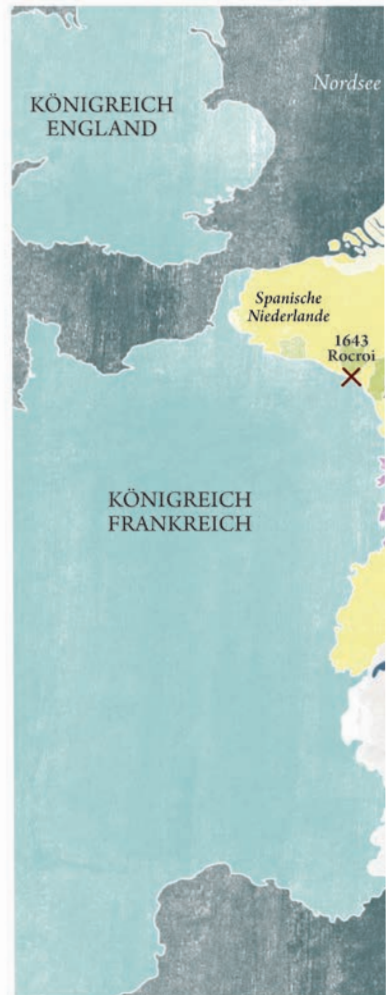 Nordsee
KÖNIGREICH
ENGLAND
Spanische
Niederlande
1643
Rocroi
KÖNIGREICH
FRANKREICH